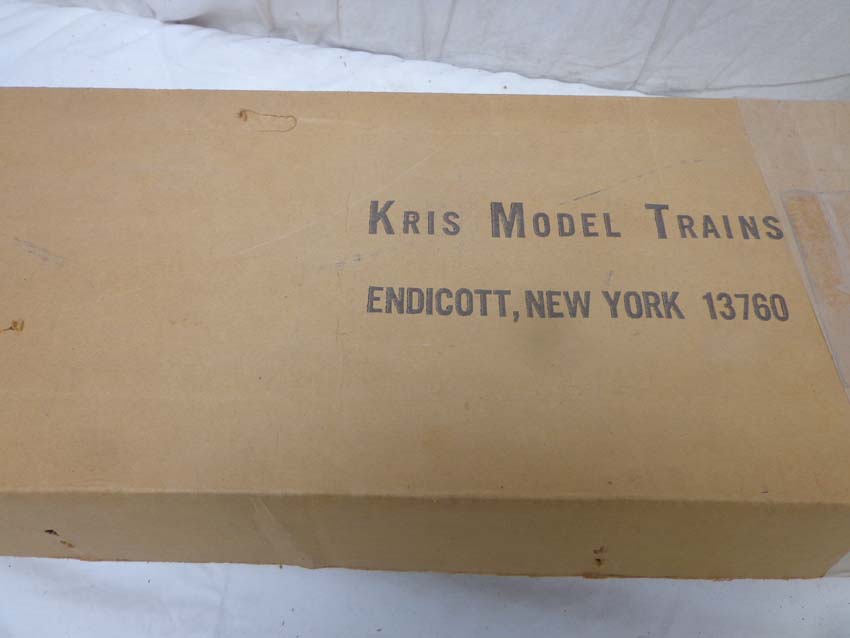 KRIS MODEL TRAINS
ENDICOTT, NEW YORK 13760